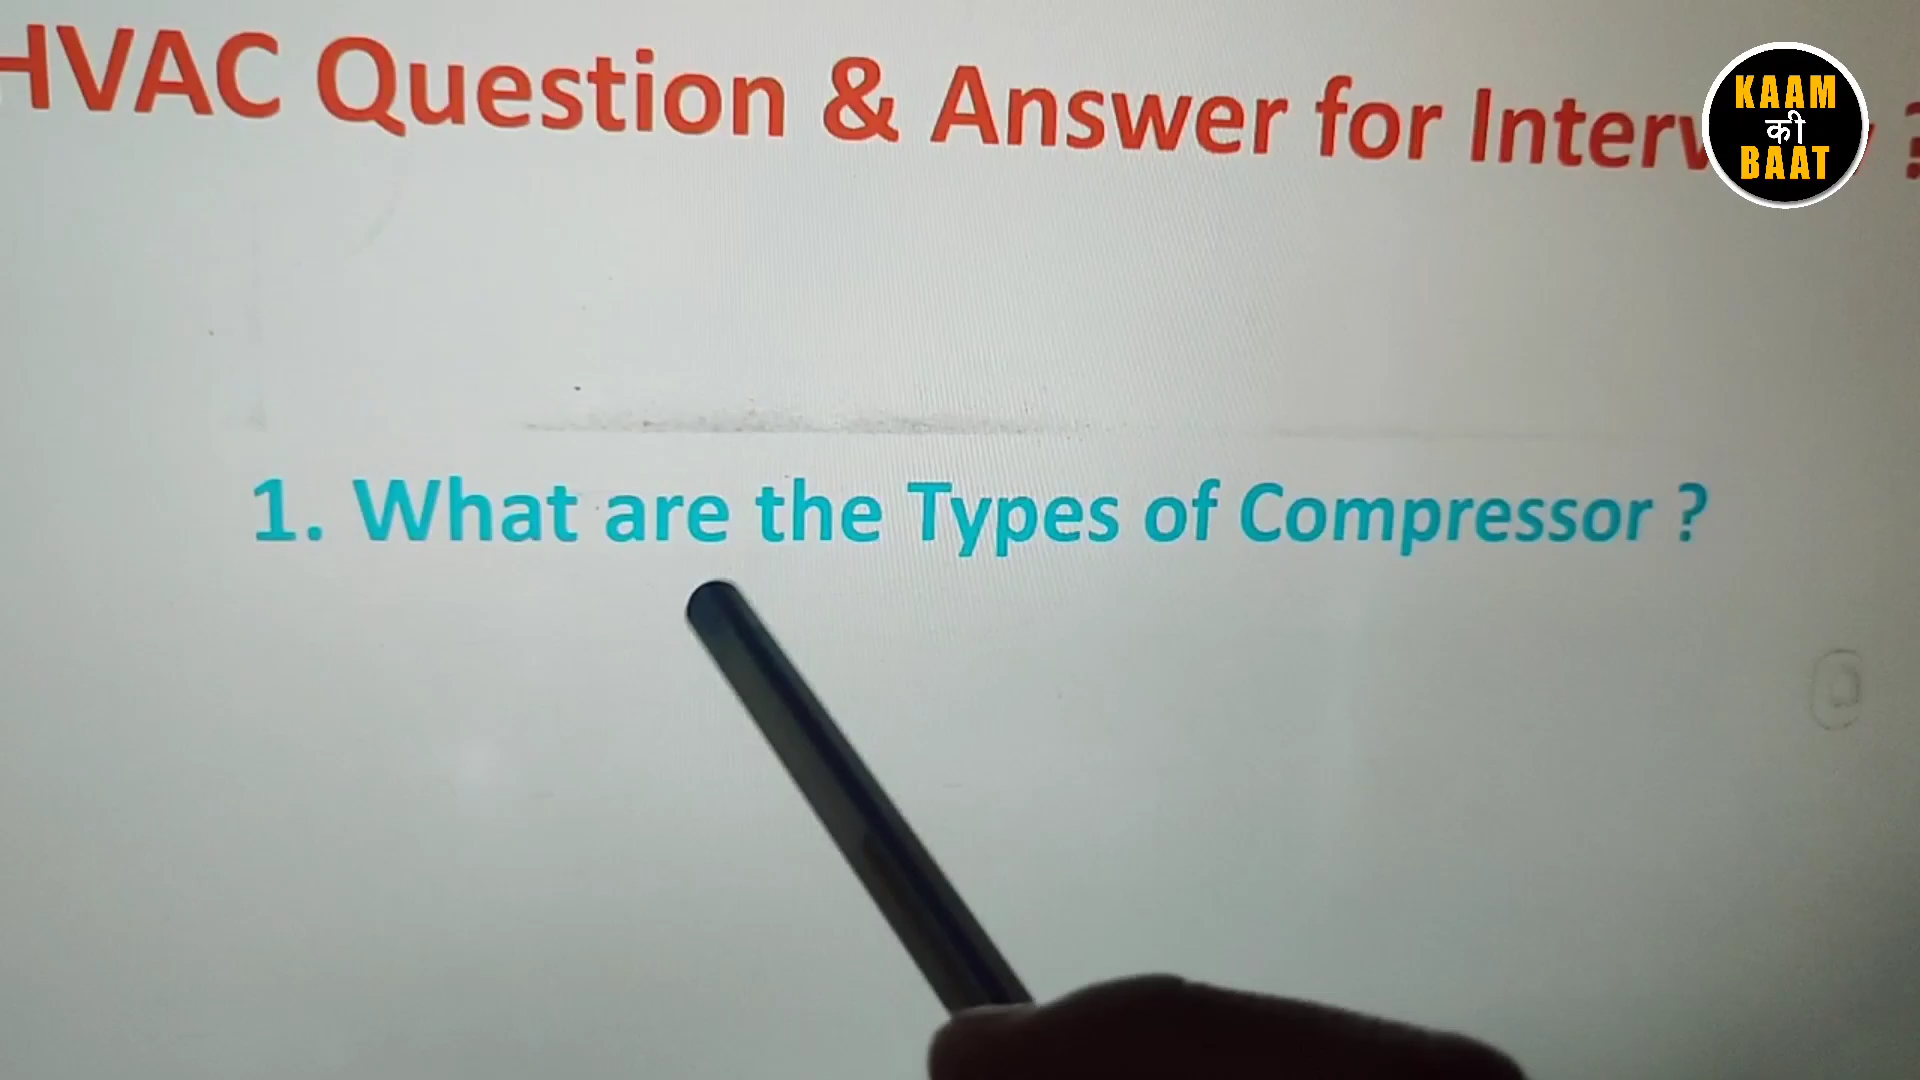 HVAC Question & Answer for Interv ?
KAAM
की
BAAT
1. What are the Types of Compressor ?